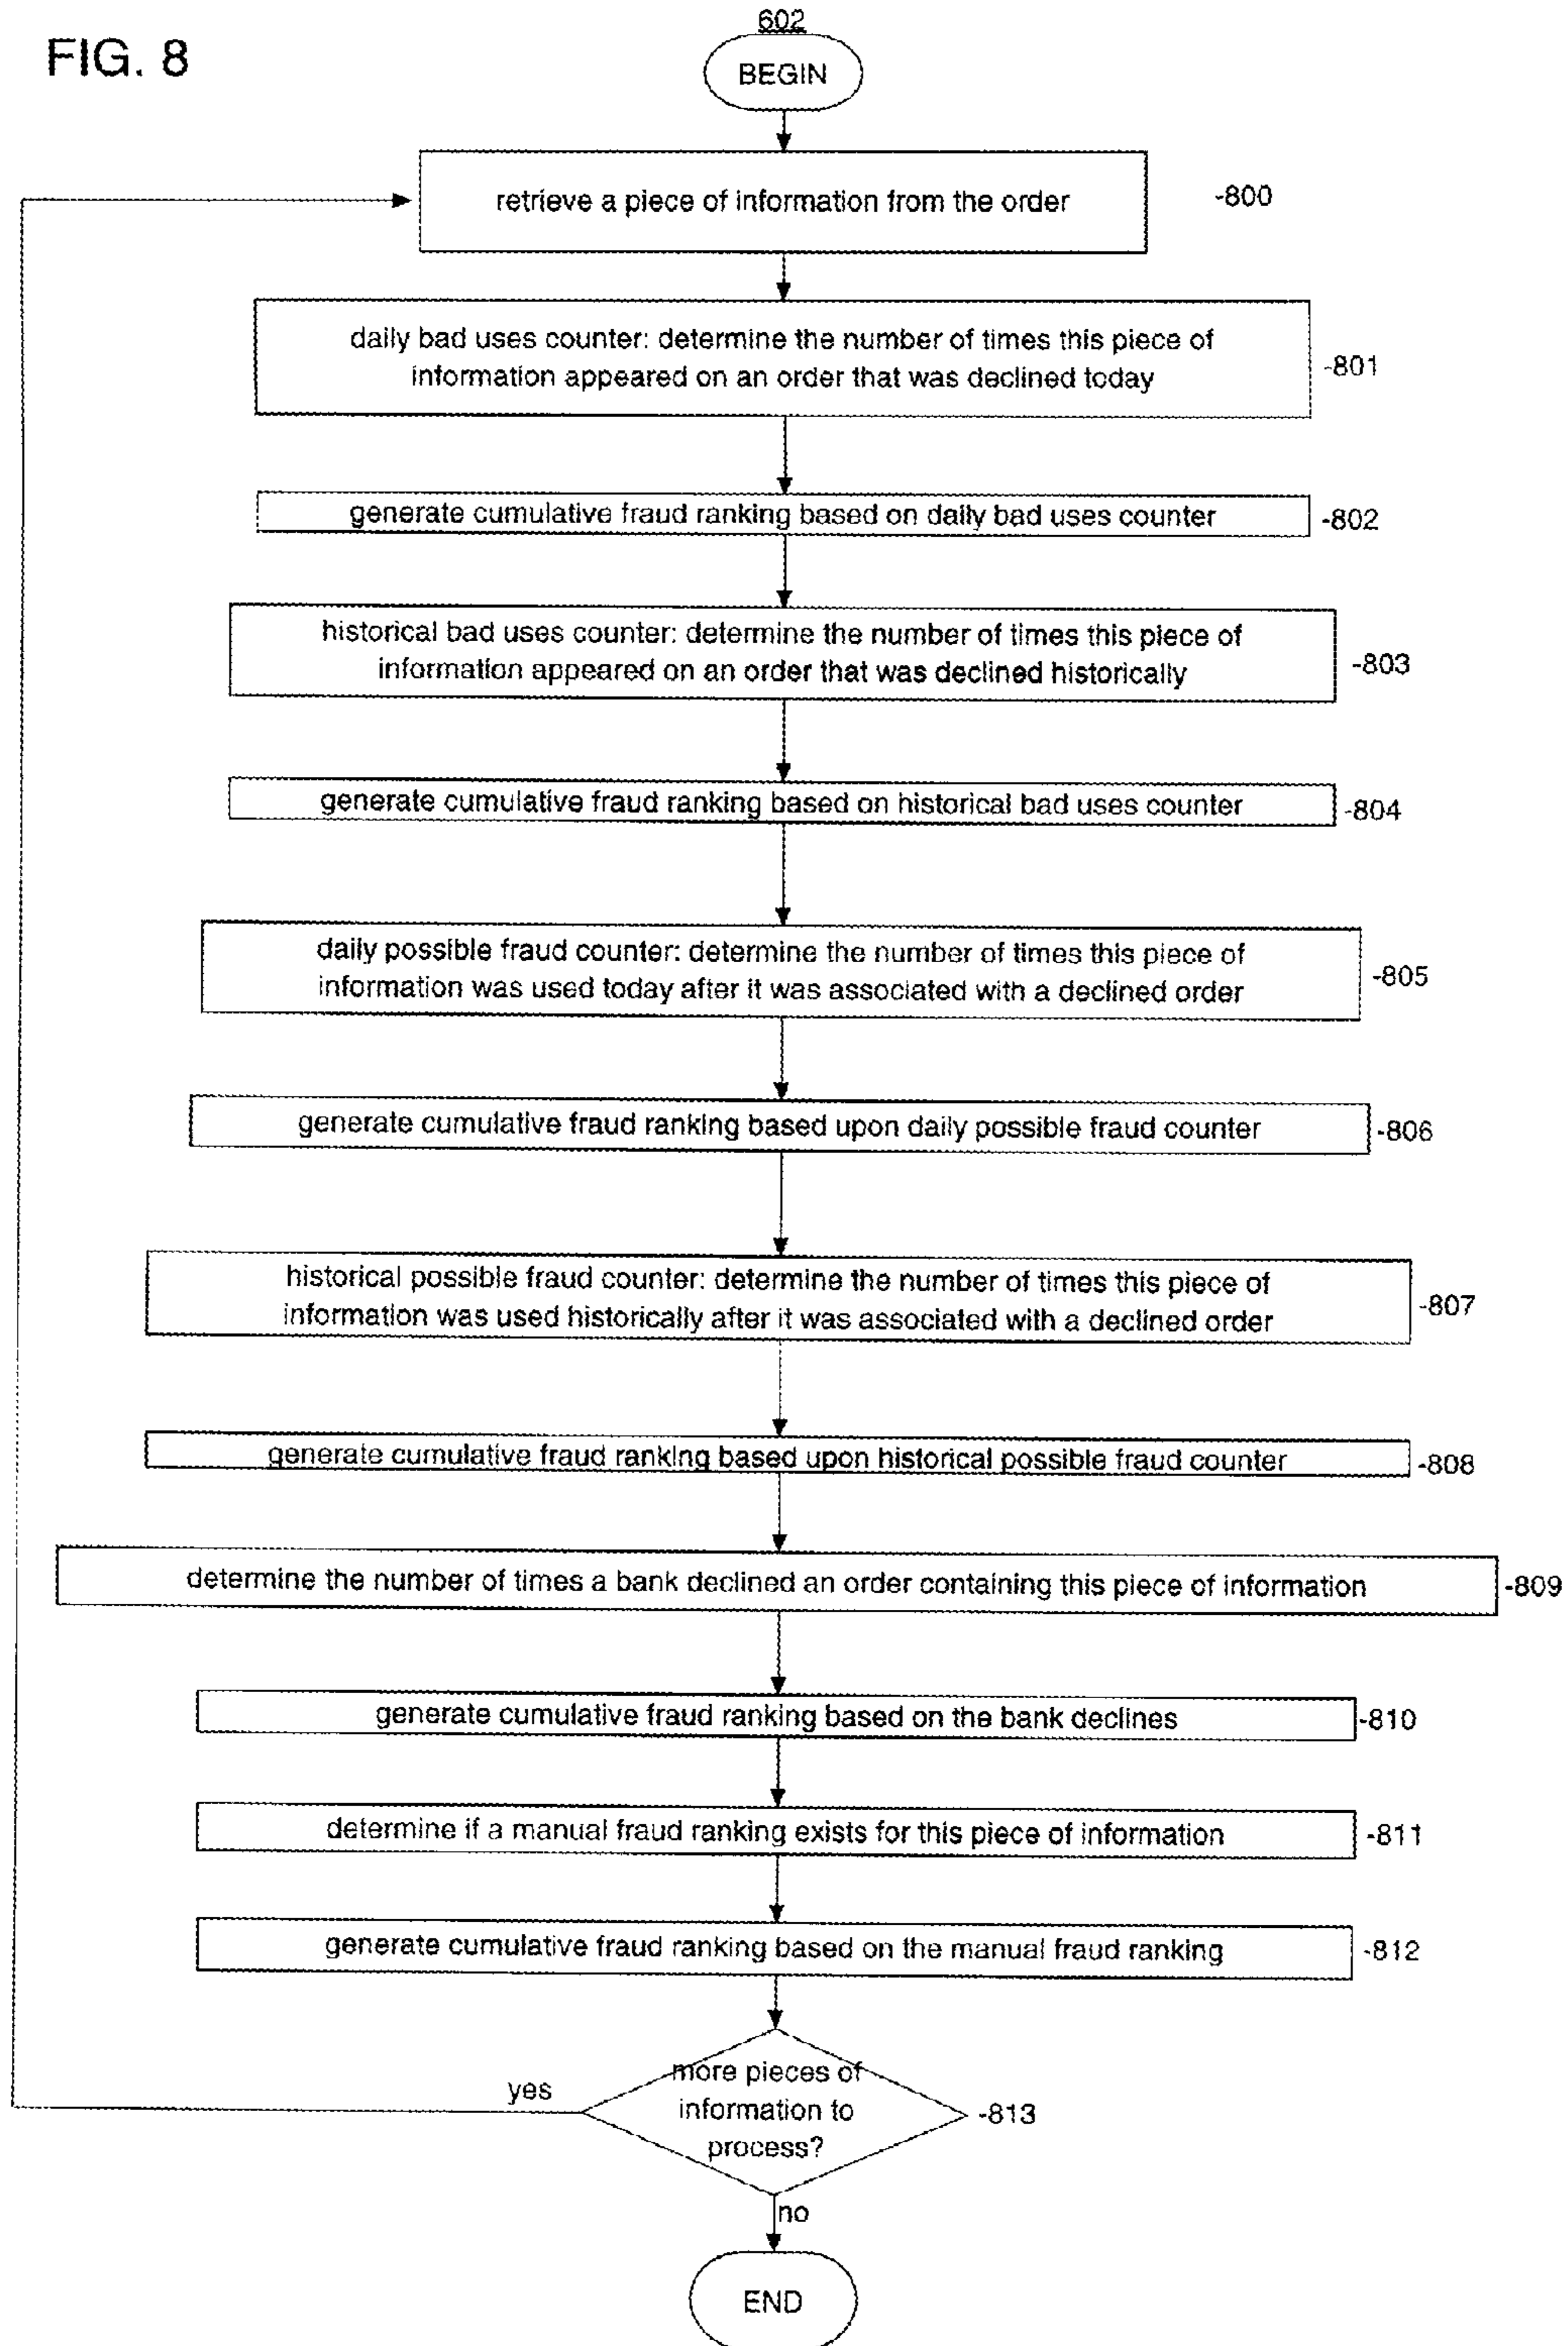 FIG. 8
602
BEGIN
retrieve a piece of information from the order
-800
daily bad uses counter: determine the number of times this piece of
information appeared on an order that was declined today
-801
generate cumulative fraud ranking based on daily bad uses counter
-802
historical bad uses counter: determine the number of times this piece of
information appeared on an order that was declined historically
-803
generate cumulative fraud ranking based on historical bad uses counter
-804
daily possible fraud counter: determine the number of times this piece of
information was used today after it was associated with a declined order
-805
generate cumulative fraud ranking based upon daily possible fraud counter
-806
historical possible fraud counter: determine the number of times this piece of
information was used historically after it was associated with a declined order
-807
generate cumulative fraud ranking based upon historical possible fraud counter
-808
determine the number of times a bank declined an order containing this piece of information
-809
generate cumulative fraud ranking based on the bank declines
-810
determine if a manual fraud ranking exists for this piece of information
-811
generate cumulative fraud ranking based on the manual fraud ranking
-812
more pieces of
information to
process?
-813
yes
no
END